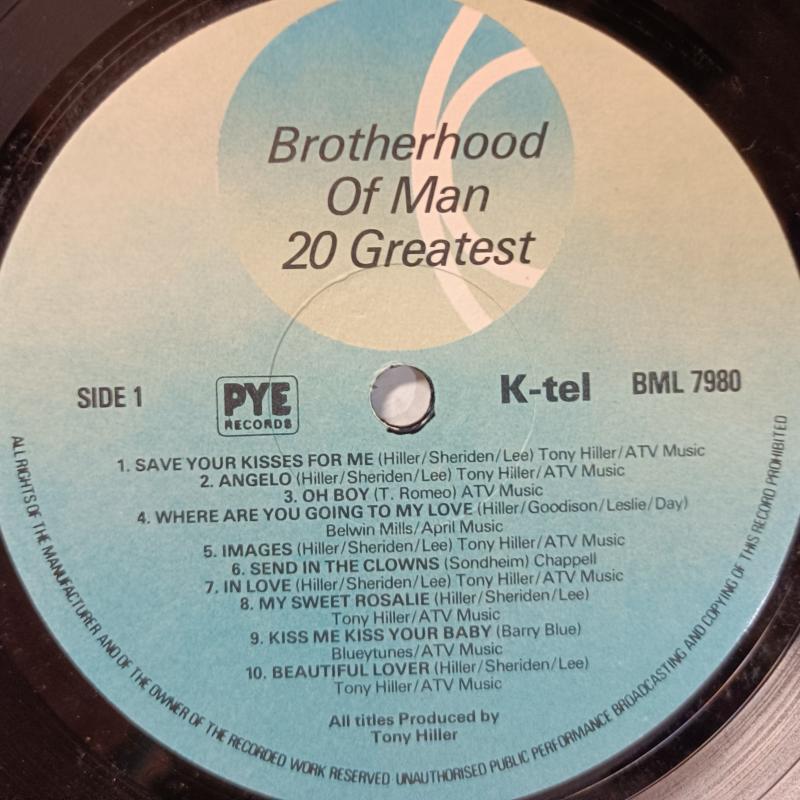 Brotherhood
Of Man
20 Greatest
SIDE 1
PYE
RECORDS
K-tel
BML 7980
1. SAVE YOUR KISSES FOR ME (Hiller/Sheriden/Lee) Tony Hiller/ATV Music
2. ANGELO (Hiller/Sheriden/Lee) Tony Hiller/ATV Music
3. OH BOY (T. Romeo) ATV Music
4. WHERE ARE YOU GOING TO MY LOVE (Hiller/Goodison/Leslie/Day)
Belwin Mills/April Music
5. IMAGES (Hiller/Sheriden/Lee) Tony Hiller/ATV Music
6. SEND IN THE CLOWNS (Sondheim) Chappell
7. IN LOVE (Hiller/Sheriden/Lee) Tony Hiller/ATV Music
8. MY SWEET ROSALIE (Hiller/Sheriden/Lee)
Tony Hiller/ATV Music
9. KISS ME KISS YOUR BABY (Barry Blue)
Blueytunes/ATV Music
10. BEAUTIFUL LOVER (Hiller/Sheriden/Lee)
Tony Hiller/ATV Music
All titles Produced by
Tony Hiller
ALL RIGHTS OF THE MANUFACTURER AND OF THE OWNER OF THE RECORDED WORK RESERVED UNAUTHORISED PUBLIC PERFORMANCE BROADCASTING AND COPYING OF THIS RECORD PROHIBITED